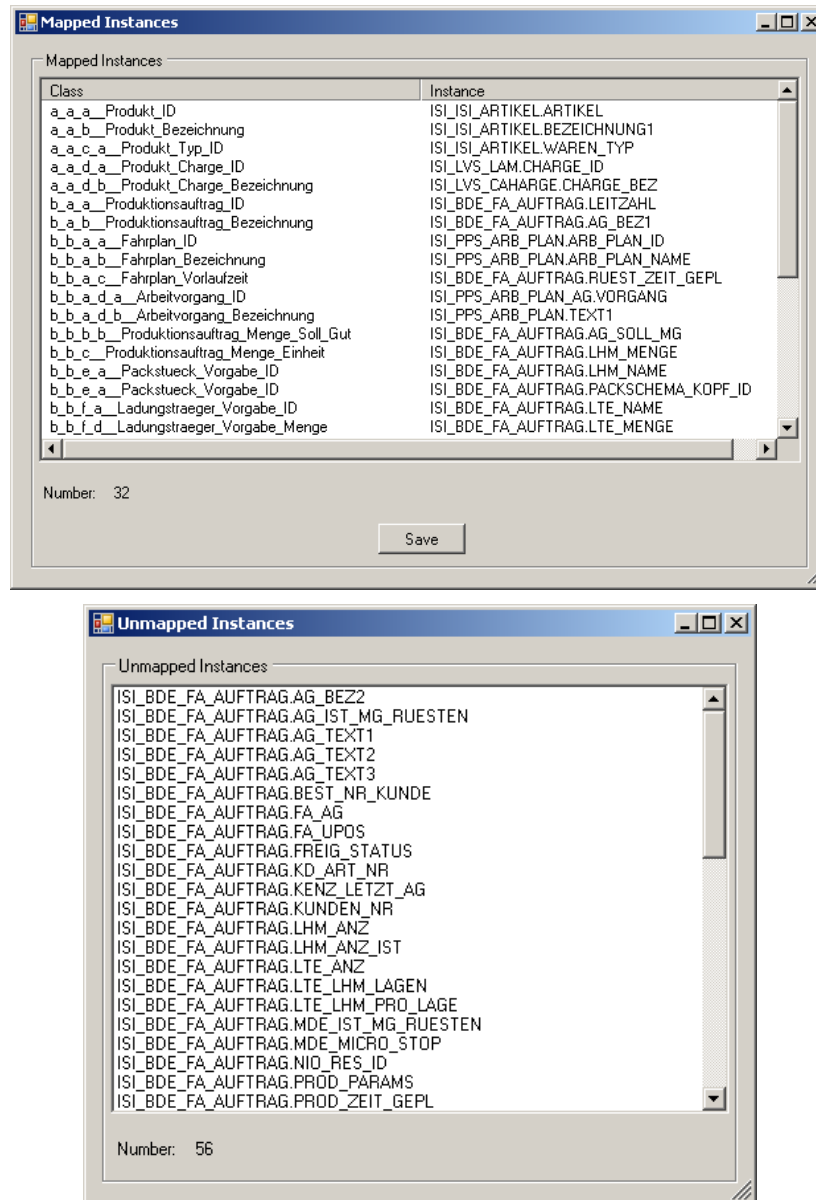 Mapped Instances
Mapped Instances
Class Instance
a_a_a__Produkt_ID ISI_ISI_ARTIKEL.ARTIKEL
a_a_b__Produkt_Bezeichnung ISI_ISI_ARTIKEL.BEZEICHNUNG1
a_a_c_a__Produkt_Typ_ID ISI_ISI_ARTIKEL.WAREN_TYP
a_a_d_a__Produkt_Charge_ID ISI_LVS_LAM.CHARGE_ID
a_a_d_b__Produkt_Charge_Bezeichnung ISI_LVS_CAHARGE.CHARGE_BEZ
b_a_a__Produktionsauftrag_ID ISI_BDE_FA_AUFTRAG.LEITZAHL
b_a_b__Produktionsauftrag_Bezeichnung ISI_BDE_FA_AUFTRAG.AG_BEZ1
b_b_a_a__Fahrplan_ID ISI_PPS_ARB_PLAN.ARB_PLAN_ID
b_b_a_b__Fahrplan_Bezeichnung ISI_PPS_ARB_PLAN.ARB_PLAN_NAME
b_b_a_c__Fahrplan_Vorlaufzeit ISI_BDE_FA_AUFTRAG.RUEST_ZEIT_GEPL
b_b_a_d_a__Arbeitvorgang_ID ISI_PPS_ARB_PLAN_AG.VORGANG
b_b_a_d_b__Arbeitvorgang_Bezeichnung ISI_PPS_ARB_PLAN.TEXT1
b_b_b_b__Produktionsauftrag_Menge_Soll_Gut ISI_BDE_FA_AUFTRAG.AG_SOLL_MG
b_b_c__Produktionsauftrag_Menge_Einheit ISI_BDE_FA_AUFTRAG.LHM_MENGE
b_b_e_a__Packstueck_Vorgabe_ID ISI_BDE_FA_AUFTRAG.LHM_NAME
b_b_e_a__Packstueck_Vorgabe_ID ISI_BDE_FA_AUFTRAG.PACKSCHEMA_KOPF_ID
b_b_f_a__Ladungstraeger_Vorgabe_ID ISI_BDE_FA_AUFTRAG.LTE_NAME
b_b_f_d__Ladungstraeger_Vorgabe_Menge ISI_BDE_FA_AUFTRAG.LTE_MENGE
Number: 32
Save
Unmapped Instances
Unmapped Instances
ISI_BDE_FA_AUFTRAG.AG_BEZ2
ISI_BDE_FA_AUFTRAG.AG_IST_MG_RUESTEN
ISI_BDE_FA_AUFTRAG.AG_TEXT1
ISI_BDE_FA_AUFTRAG.AG_TEXT2
ISI_BDE_FA_AUFTRAG.AG_TEXT3
ISI_BDE_FA_AUFTRAG.BEST_NR_KUNDE
ISI_BDE_FA_AUFTRAG.FA_AG
ISI_BDE_FA_AUFTRAG.FA_UPOS
ISI_BDE_FA_AUFTRAG.FREIG_STATUS
ISI_BDE_FA_AUFTRAG.KD_ART_NR
ISI_BDE_FA_AUFTRAG.KENZ_LETZT_AG
ISI_BDE_FA_AUFTRAG.KUNDEN_NR
ISI_BDE_FA_AUFTRAG.LHM_ANZ
ISI_BDE_FA_AUFTRAG.LHM_ANZ_IST
ISI_BDE_FA_AUFTRAG.LTE_ANZ
ISI_BDE_FA_AUFTRAG.LTE_LHM_LAGEN
ISI_BDE_FA_AUFTRAG.LTE_LHM_PRO_LAGE
ISI_BDE_FA_AUFTRAG.MDE_IST_MG_RUESTEN
ISI_BDE_FA_AUFTRAG.MDE_MICRO_STOP
ISI_BDE_FA_AUFTRAG.NIO_RES_ID
ISI_BDE_FA_AUFTRAG.PROD_PARAMS
ISI_BDE_FA_AUFTRAG.PROD_ZEIT_GEPL
Number: 56